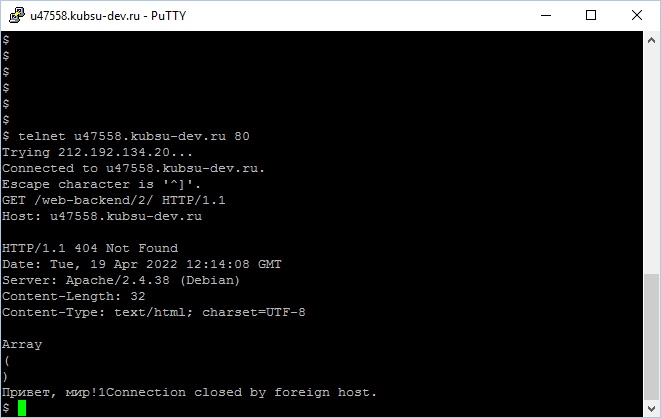 u47558.kubsu-dev.ru - PuTTY
$
$
$
$
$
$
$ telnet u47558.kubsu-dev.ru 80
Trying 212.192.134.20...
Connected to u47558.kubsu-dev.ru.
Escape character is '^]'.
GET /web-backend/2/ HTTP/1.1
Host: u47558.kubsu-dev.ru

HTTP/1.1 404 Not Found
Date: Tue, 19 Apr 2022 12:14:08 GMT
Server: Apache/2.4.38 (Debian)
Content-Length: 32
Content-Type: text/html; charset=UTF-8

Array
(
)
Привет, мир!1Connection closed by foreign host.
$